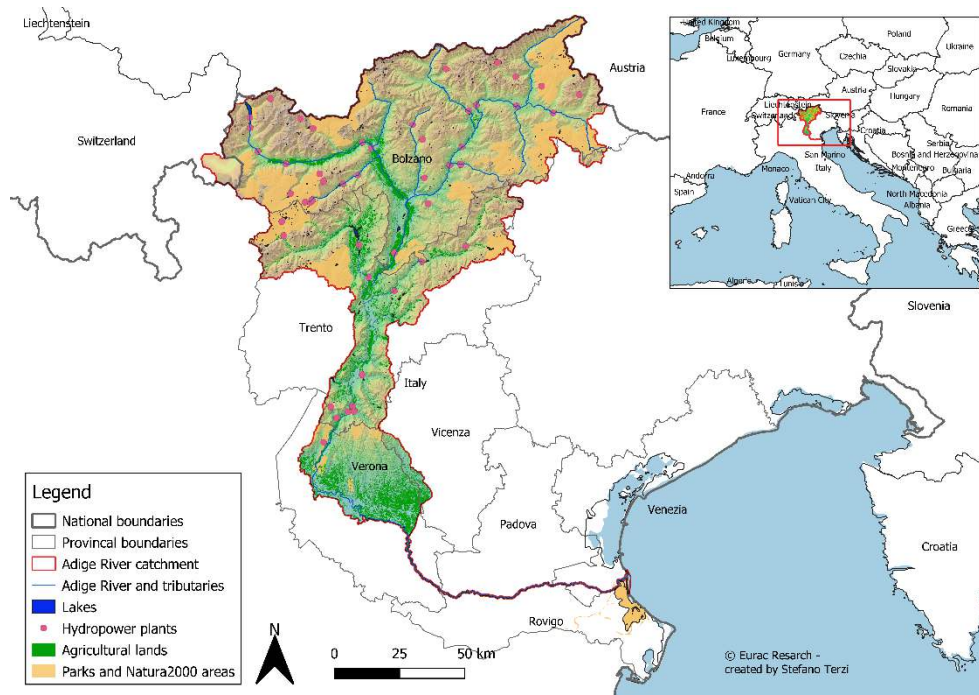 Liechtenstein
Austria
Switzerland
Bolzano
Trento
Italy
Vicenza
Verona
Padova
Venezia
Rovigo
Slovenia
Croatia
United Kingdom
Belgium
Luxembourg
Germany
Poland
Czechia
Ukraine
Slovakia
Austria
Hungary
France
Liechtenstein
Switzerland
Slovenia
Romania
Croatia
Serbia
Bosnia and Herzegovina
San Marino
Montenegro
Bulgaria
Andorra
Monaco
Italy
Spain
Vatican City
North Macedonia
Albania
Greece
Algeria
Tunisia
Legend
National boundaries
Provincal boundaries
Adige River catchment
Adige River and tributaries
Lakes
Hydropower plants
Agricultural lands
Parks and Natura2000 areas
N
0 25 50 km
© Eurac Resarch -
created by Stefano Terzi